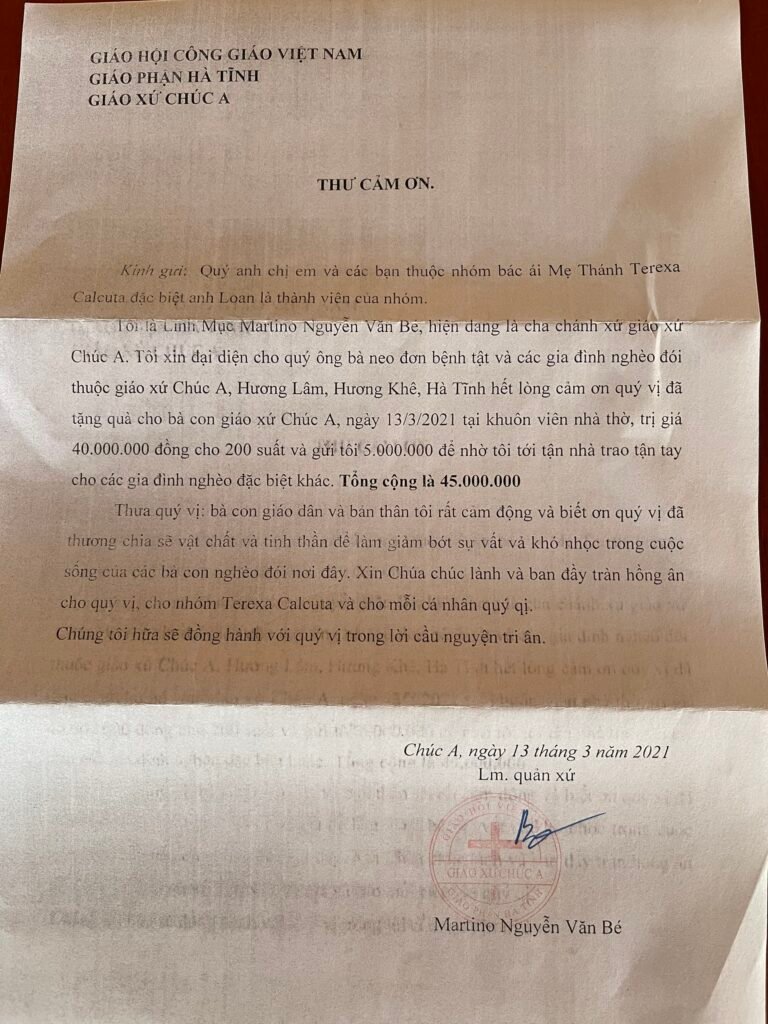 GIÁO HỘI CÔNG GIÁO VIỆT NAM
GIÁO PHẬN HÀ TĨNH
GIÁO XỨ CHÚC A
THƯ CẢM ƠN.
Kính gửi: Quý anh chị em và các bạn thuộc nhóm bác ái Mẹ Thánh Terexa
Calcuta đặc biệt anh Loan là thành viên của nhóm.
Tôi là Linh Mục Martino Nguyễn Văn Bé, hiện đang là cha chánh xứ giáo xứ
Chúc A. Tôi xin đại diện cho quý ông bà neo đơn bệnh tật và các gia đình nghèo đói
thuộc giáo xứ Chúc A, Hương Lâm, Hương Khê, Hà Tĩnh hết lòng cảm ơn quý vị đã
tặng quà cho bà con giáo xứ Chúc A, ngày 13/3/2021 tại khuôn viên nhà thờ, trị giá
40.000.000 đồng cho 200 suất và gửi tôi 5.000.000 để nhờ tôi tới tận nhà trao tận tay
cho các gia đình nghèo đặc biệt khác. Tổng cộng là 45.000.000
Thưa quý vị: bà con giáo dân và bản thân tôi rất cảm động và biết ơn quý vị đã
thương chia sẽ vật chất và tinh thần để làm giảm bớt sự vất vả khó nhọc trong cuộc
sống của các bà con nghèo đói nơi đây. Xin Chúa chúc lành và ban đầy tràn hồng ân
cho quý vị, cho nhóm Terexa Calcuta và cho mỗi cá nhân quý qị.
Chúng tôi hữa sẽ đồng hành với quý vị trong lời cầu nguyện tri ân.
Chúc A, ngày 13 tháng 3 năm 2021
Lm. quản xứ
GIÁO HỘI VIỆT NAM
GIÁO XỨ CHÚC A
GIÁO PHẬN HÀ TĨNH
Martino Nguyễn Văn Bé